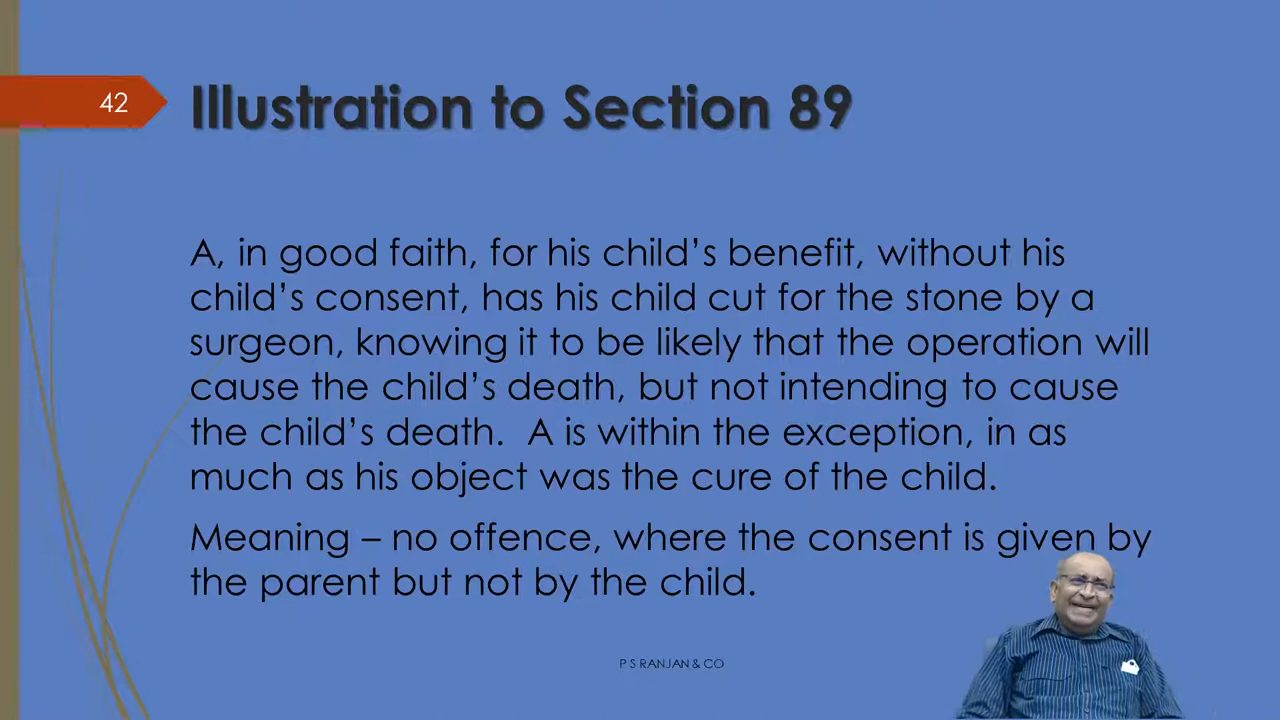 42
Illustration to Section 89
A, in good faith, for his child’s benefit, without his
child’s consent, has his child cut for the stone by a
surgeon, knowing it to be likely that the operation will
cause the child’s death, but not intending to cause
the child’s death.  A is within the exception, in as
much as his object was the cure of the child.
Meaning – no offence, where the consent is given by
the parent but not by the child.
P S RANJAN & CO